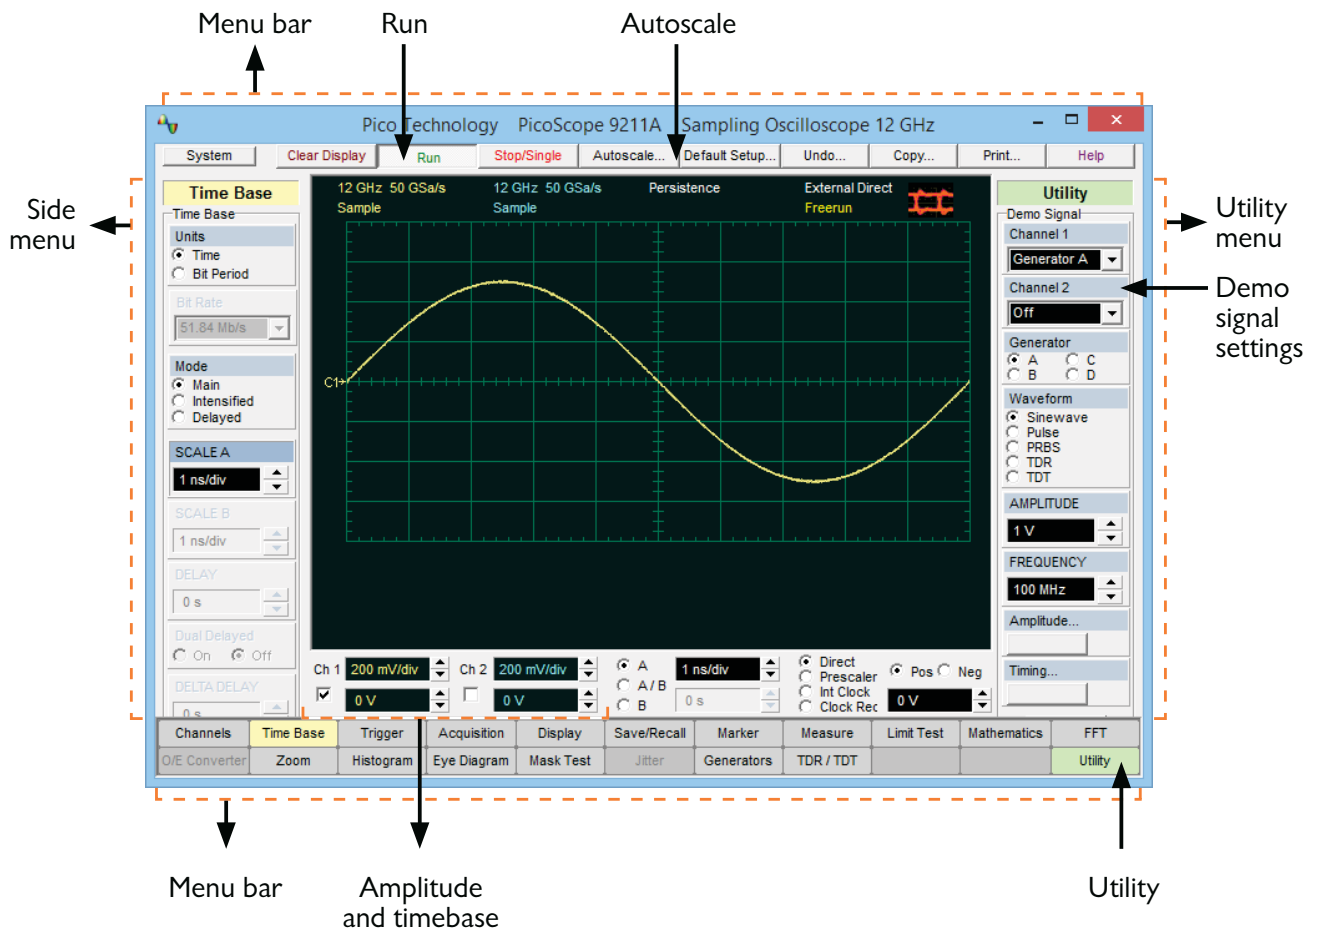 Menu bar
Run
Autoscale
Pico Technology PicoScope 9211A Sampling Oscilloscope 12 GHz
System Clear Display Run Stop/Single Autoscale... Default Setup... Undo... Copy... Print... Help
Side
menu
Time Base
Time Base
Units
Time
Bit Period
Bit Rate
51.84 Mb/s
Mode
Main
Intensified
Delayed
SCALE A
1 ns/div
SCALE B
1 ns/div
DELAY
0 s
Dual Delayed
On Off
DELTA DELAY
0 s
12 GHz 50 GSa/s
Sample
12 GHz 50 GSa/s
Sample
Persistence
External Direct
Freerun
C1
Utility
Demo Signal
Channel 1
Generator A
Channel 2
Off
Generator
A C
B D
Waveform
Sinewave
Pulse
PRBS
TDR
TDT
AMPLITUDE
1 V
FREQUENCY
100 MHz
Amplitude...
Timing...
Utility
menu
Demo
signal
settings
Ch 1 200 mV/div
0 V
Ch 2 200 mV/div
0 V
A
A / B
B
1 ns/div
0 s
Direct
Prescaler
Int Clock
Clock Rec
Pos Neg
0 V
Channels Time Base Trigger Acquisition Display Save/Recall Marker Measure Limit Test Mathematics FFT
O/E Converter Zoom Histogram Eye Diagram Mask Test Jitter Generators TDR / TDT Utility
Menu bar
Amplitude
and timebase
Utility